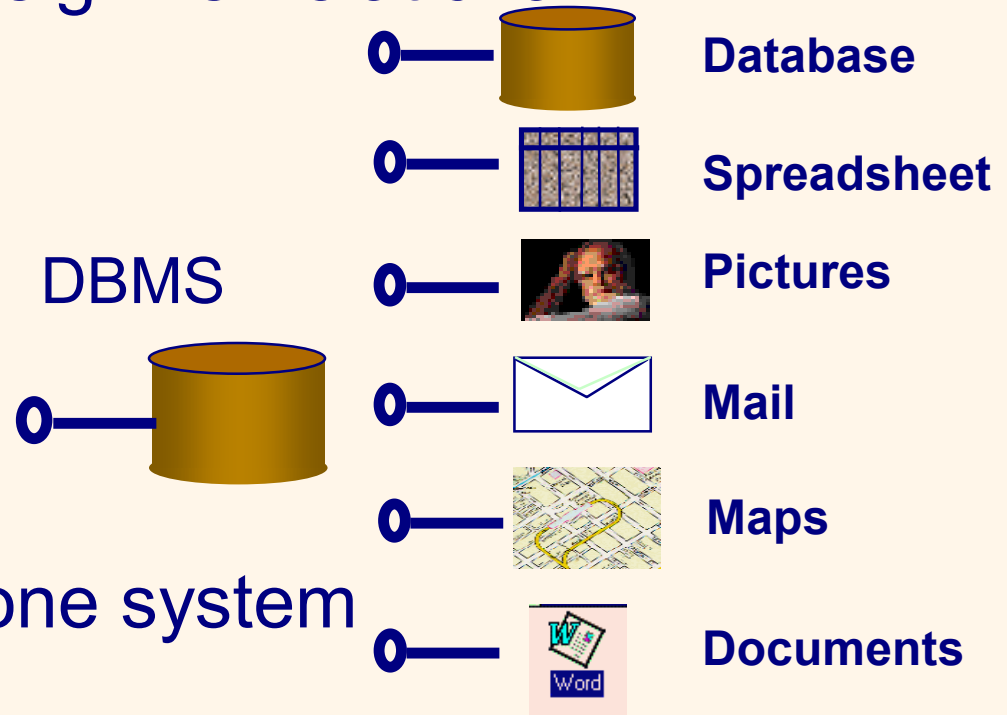 Database
Spreadsheet
DBMS
Pictures
Mail
Maps
one system
Documents
W
Word